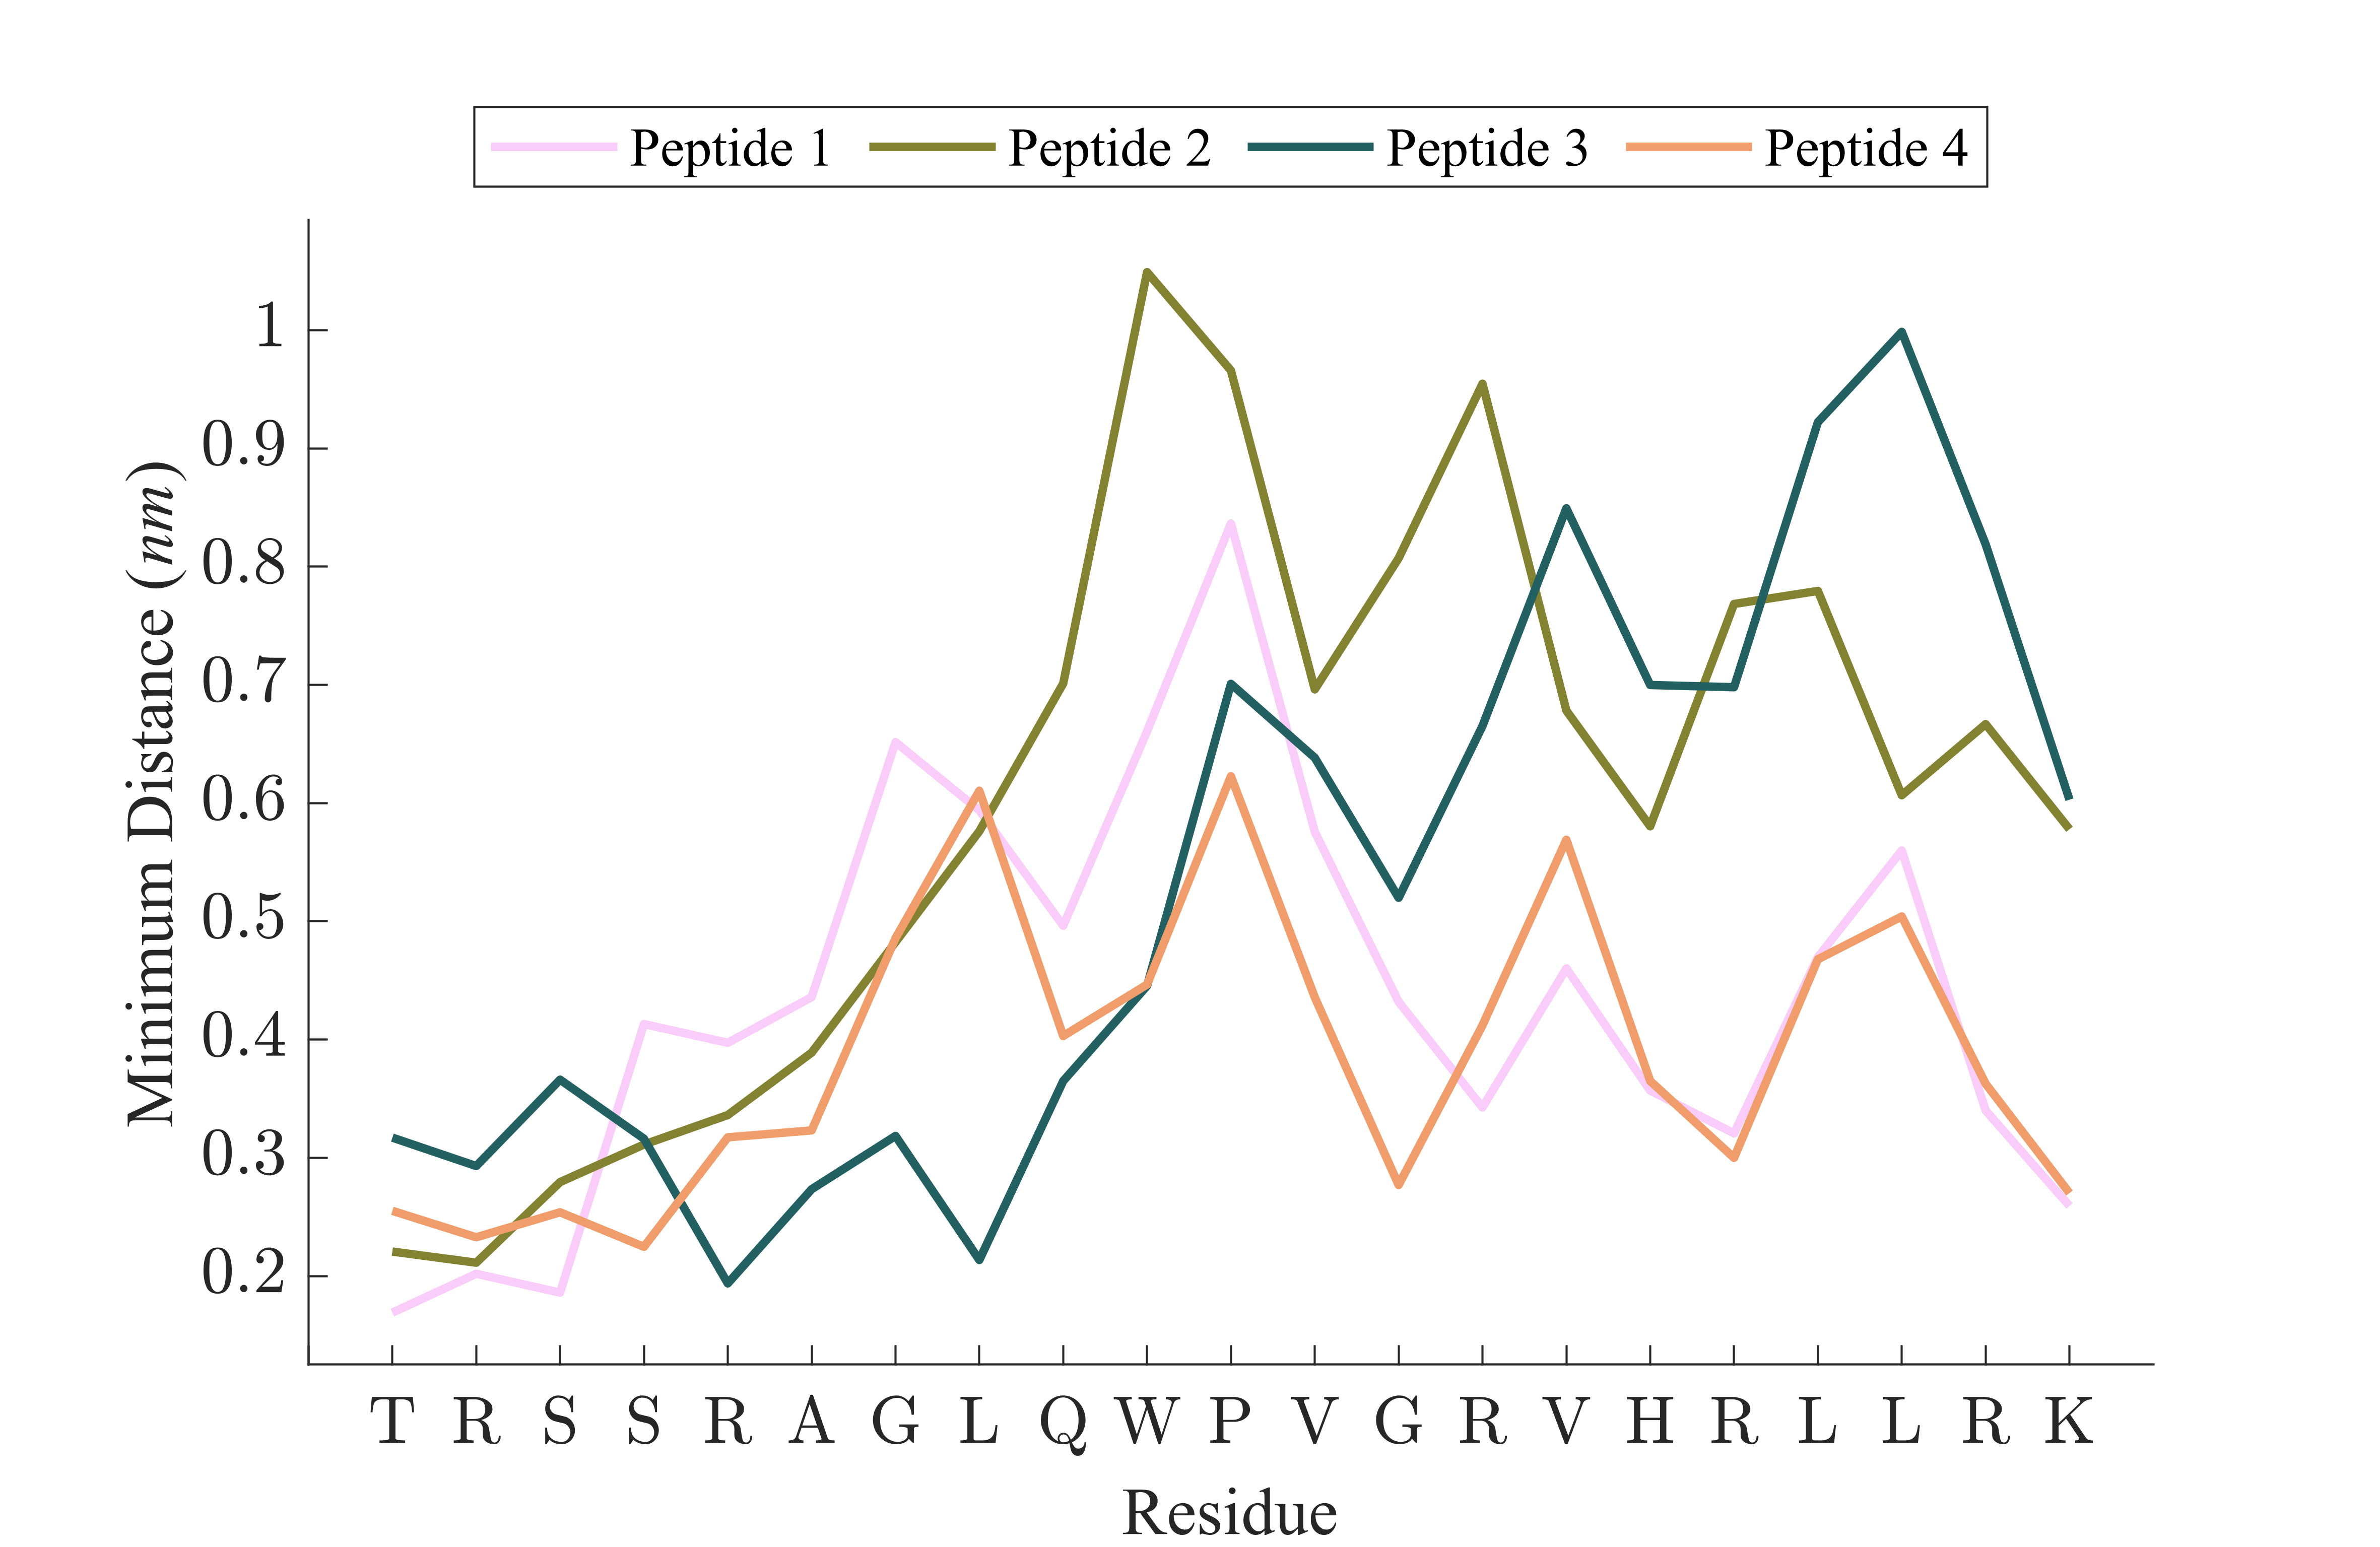 Peptide 1 Peptide 2 Peptide 3 Peptide 4
1
0.9
0.8
0.7
0.6
0.5
0.4
0.3
0.2
Minimum Distance (nm)
T R S S R A G L Q W P V G R V H R L L R K
Residue